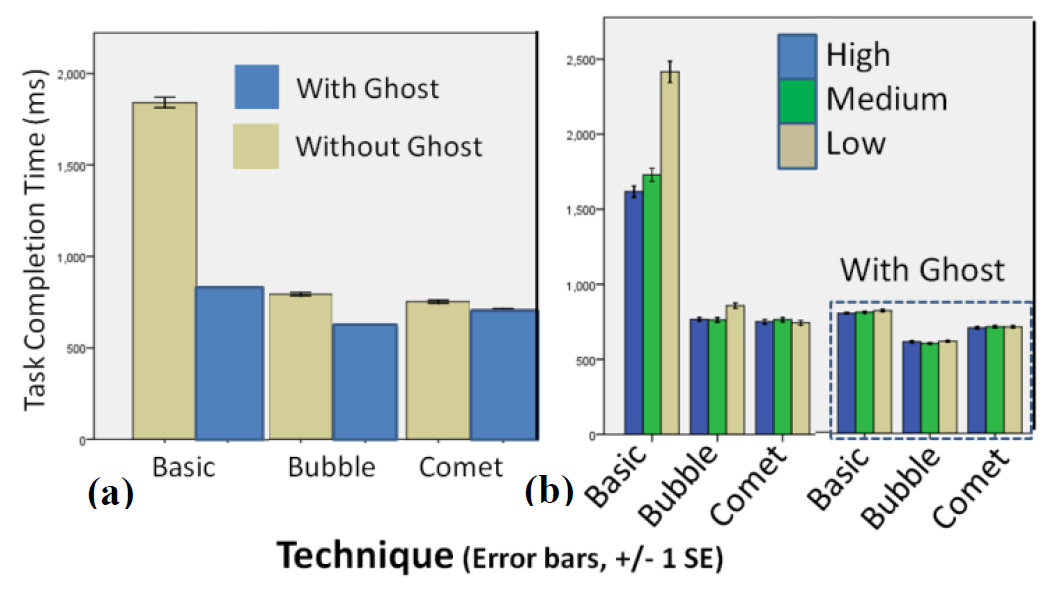 Task Completion Time (ms)
2,000
1,500
1,000
500
0
With Ghost
Without Ghost
Basic
Bubble
Comet
(a)
2,500
2,000
1,500
1,000
500
0
High
Medium
Low
With Ghost
Basic
Bubble
Comet
Basic
Bubble
Comet
(b)
Technique (Error bars, +/- 1 SE)